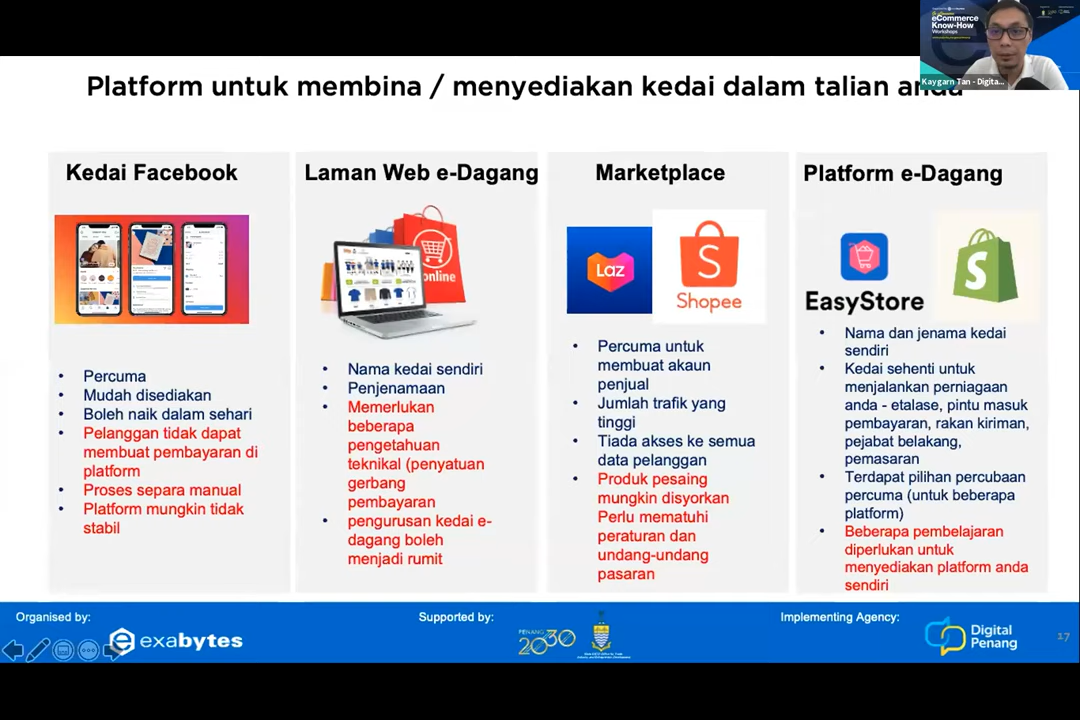 eCommerce
Know-How
Workshops
Kaygarn Tan - Digita...
Platform untuk membina / menyediakan kedai dalam talian anda
Kedai Facebook
Percuma
Mudah disediakan
Boleh naik dalam sehari
Pelanggan tidak dapat
membuat pembayaran di
platform
Proses separa manual
Platform mungkin tidak
stabil
Laman Web e-Dagang
online
Nama kedai sendiri
Penjenamaan
Memerlukan
beberapa
pengetahuan
teknikal (penyatuan
gerbang
pembayaran
pengurusan kedai e-
dagang boleh
menjadi rumit
Marketplace
Laz
S
Shopee
Percuma untuk
membuat akaun
penjual
Jumlah trafik yang
tinggi
Tiada akses ke semua
data pelanggan
Produk pesaing
mungkin disyorkan
Perlu mematuhi
peraturan dan
undang-undang
pasaran
Platform e-Dagang
S
EasyStore
Nama dan jenama kedai
sendiri
Kedai sehenti untuk
menjalankan perniagaan
anda - etalase, pintu masuk
pembayaran, rakan kiriman,
pejabat belakang,
pemasaran
Terdapat pilihan percubaan
percuma (untuk beberapa
platform)
Beberapa pembelajaran
diperlukan untuk
menyediakan platform anda
sendiri
Organised by:
exabytes
Supported by:
PENANG
2030
Implementing Agency:
Digital
Penang
17